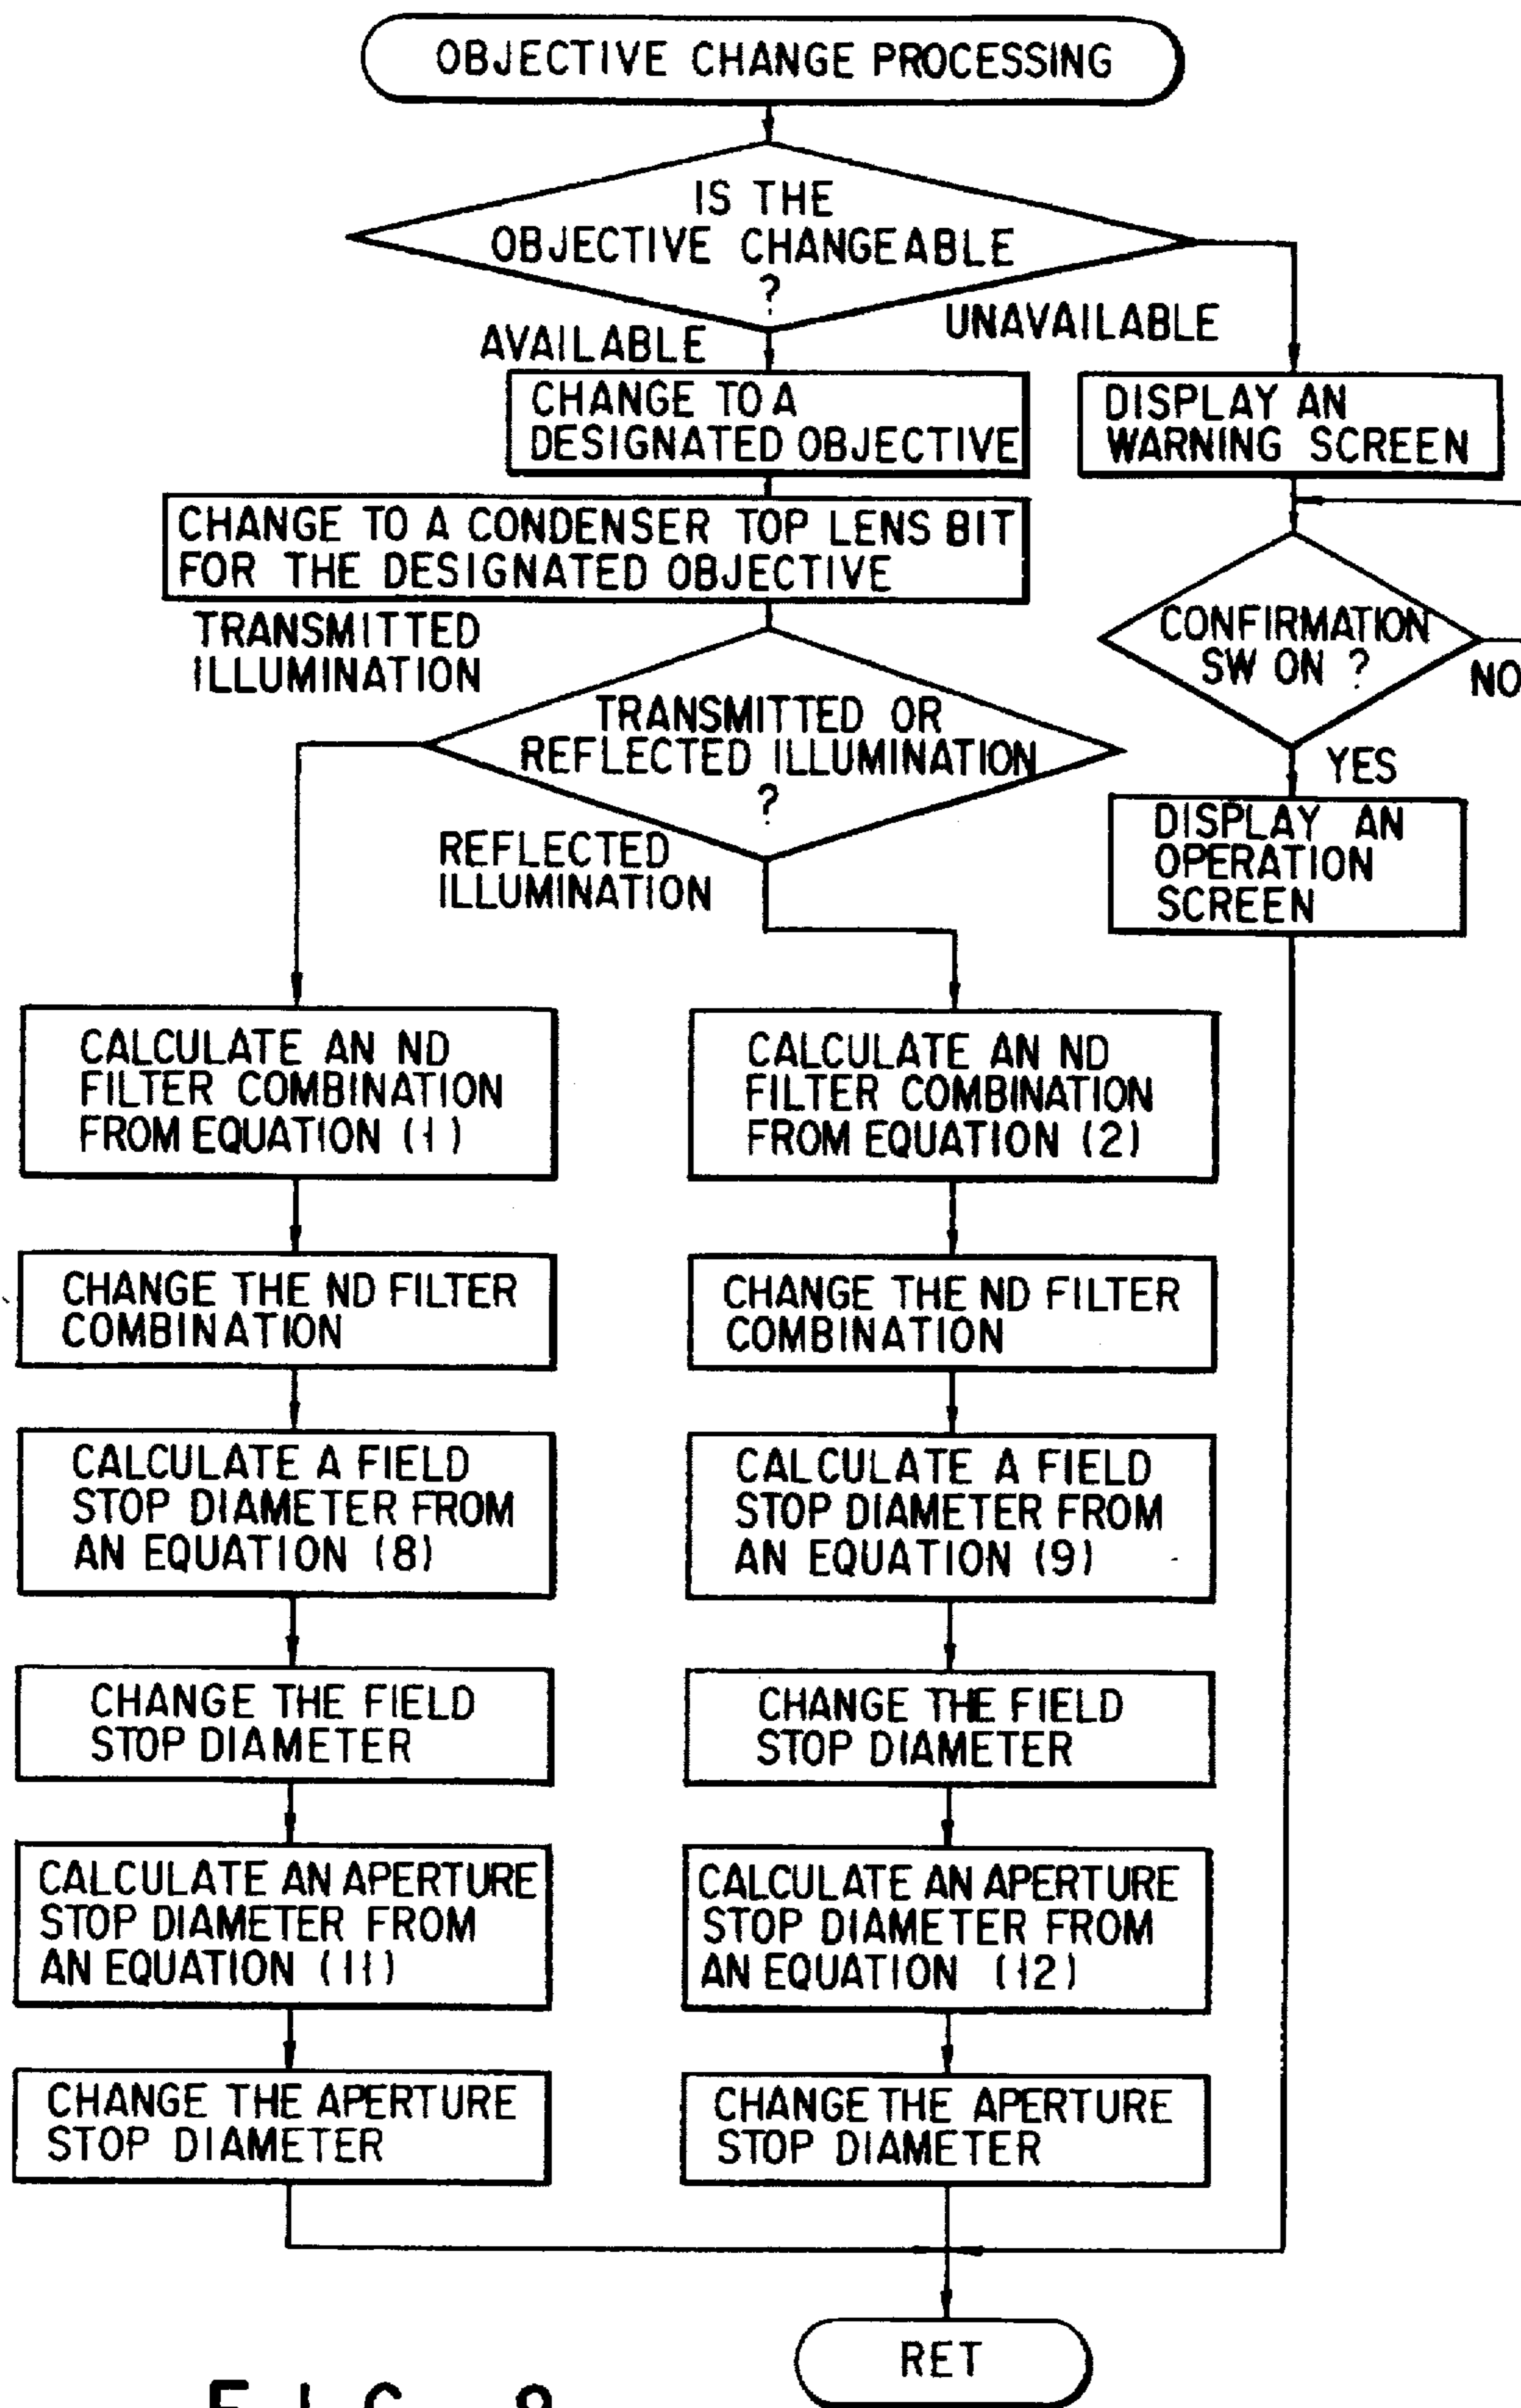 OBJECTIVE CHANGE PROCESSING
IS THE
OBJECTIVE CHANGEABLE
?
AVAILABLE
UNAVAILABLE
CHANGE TO A
DESIGNATED OBJECTIVE
DISPLAY AN
WARNING SCREEN
CHANGE TO A CONDENSER TOP LENS BIT
FOR THE DESIGNATED OBJECTIVE
TRANSMITTED
ILLUMINATION
CONFIRMATION
SW ON ?
NO
TRANSMITTED OR
REFLECTED ILLUMINATION
?
YES
REFLECTED
ILLUMINATION
DISPLAY AN
OPERATION
SCREEN
CALCULATE AN ND
FILTER COMBINATION
FROM EQUATION (1)
CHANGE THE ND FILTER
COMBINATION
CALCULATE A FIELD
STOP DIAMETER FROM
AN EQUATION (8)
CHANGE THE FIELD
STOP DIAMETER
CALCULATE AN APERTURE
STOP DIAMETER FROM
AN EQUATION (11)
CHANGE THE APERTURE
STOP DIAMETER
CALCULATE AN ND
FILTER COMBINATION
FROM EQUATION (2)
CHANGE THE ND FILTER
COMBINATION
CALCULATE A FIELD
STOP DIAMETER FROM
AN EQUATION (9)
CHANGE THE FIELD
STOP DIAMETER
CALCULATE AN APERTURE
STOP DIAMETER FROM
AN EQUATION (12)
CHANGE THE APERTURE
STOP DIAMETER
RET